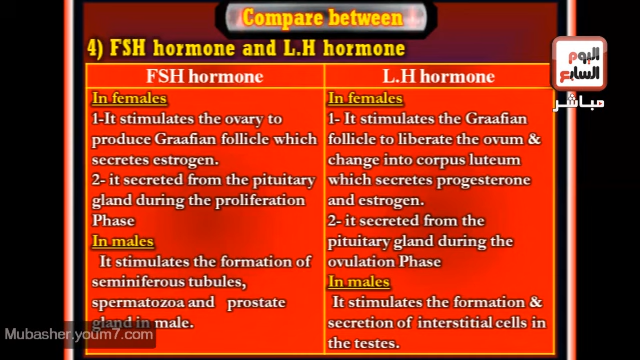 Compare between
4) FSH hormone and L.H hormone
FSH hormone
In females
1-It stimulates the ovary to
produce Graafian follicle which
secretes estrogen.
2- it secreted from the pituitary
gland during the proliferation
Phase
In males
It stimulates the formation of
seminiferous tubules,
spermatozoa and prostate
gland in male.
L.H hormone
In females
1- It stimulates the Graafian
follicle to liberate the ovum &
change into corpus luteum
which secretes progesterone
and estrogen.
2- it secreted from the
pituitary gland during the
ovulation Phase
In males
It stimulates the formation &
secretion of interstitial cells in
the testes.
اليوم
السابع
مباشر
Mubasher.youm7.com